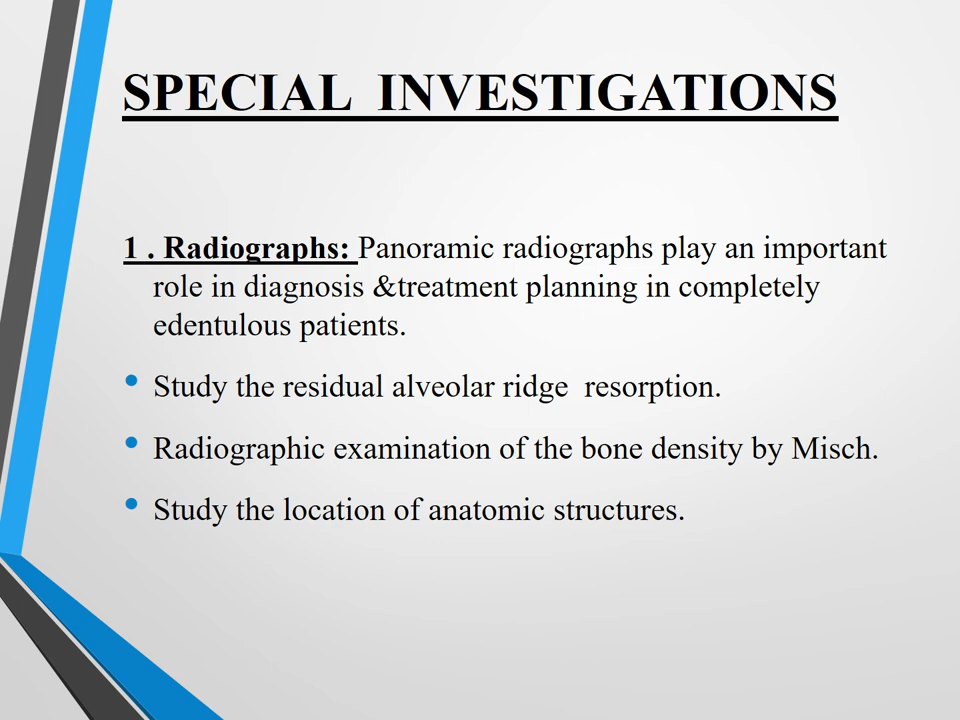 SPECIAL INVESTIGATIONS
1 . Radiographs: Panoramic radiographs play an important
role in diagnosis &treatment planning in completely
edentulous patients.
• Study the residual alveolar ridge resorption.
• Radiographic examination of the bone density by Misch.
• Study the location of anatomic structures.